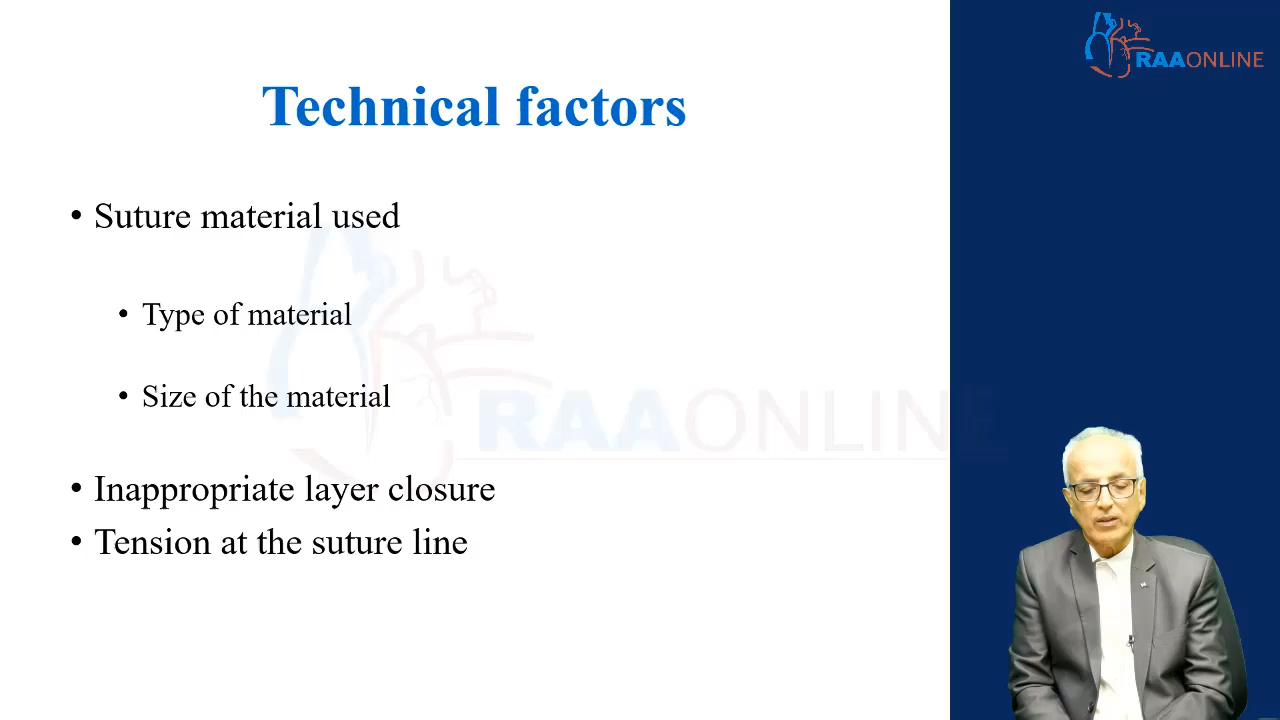 RAAONLINE
Technical factors
• Suture material used
• Type of material
• Size of the material
RAAONLINE
• Inappropriate layer closure
• Tension at the suture line